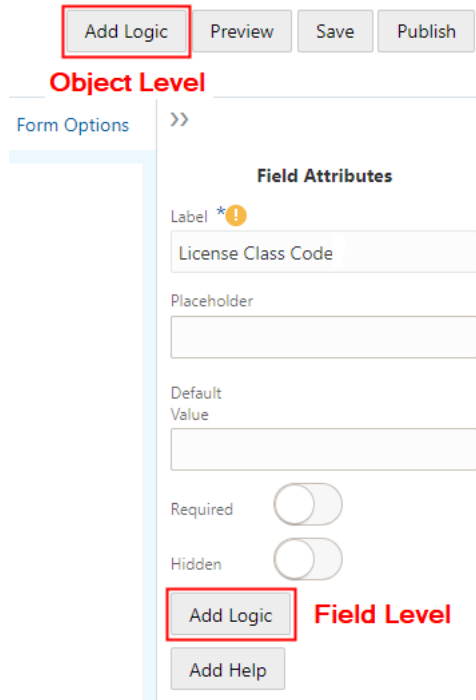 Add Logic Preview Save Publish
Object Level
Form Options
Field Attributes
Label *
License Class Code
Placeholder
Default
Value
Required
Hidden
Add Logic Field Level
Add Help